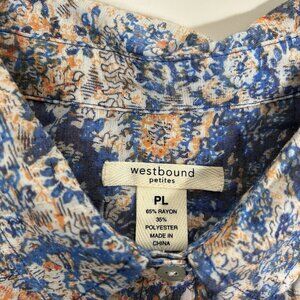 westbound
petites
PL
65% RAYON
35%
POLYESTER
MADE IN
CHINA